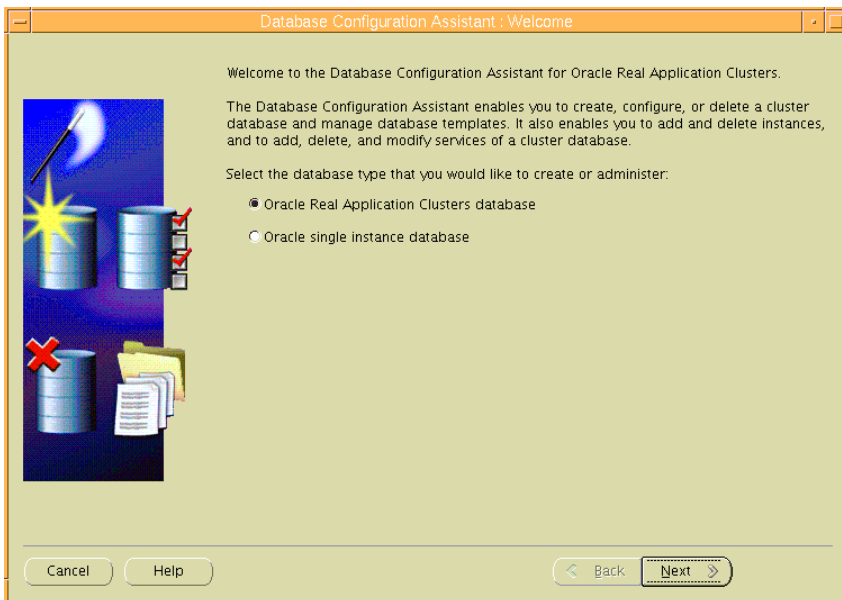 Database Configuration Assistant : Welcome
Welcome to the Database Configuration Assistant for Oracle Real Application Clusters.
The Database Configuration Assistant enables you to create, configure, or delete a cluster
database and manage database templates. It also enables you to add and delete instances,
and to add, delete, and modify services of a cluster database.
Select the database type that you would like to create or administer:
Oracle Real Application Clusters database
Oracle single instance database
Cancel
Help
Back
Next